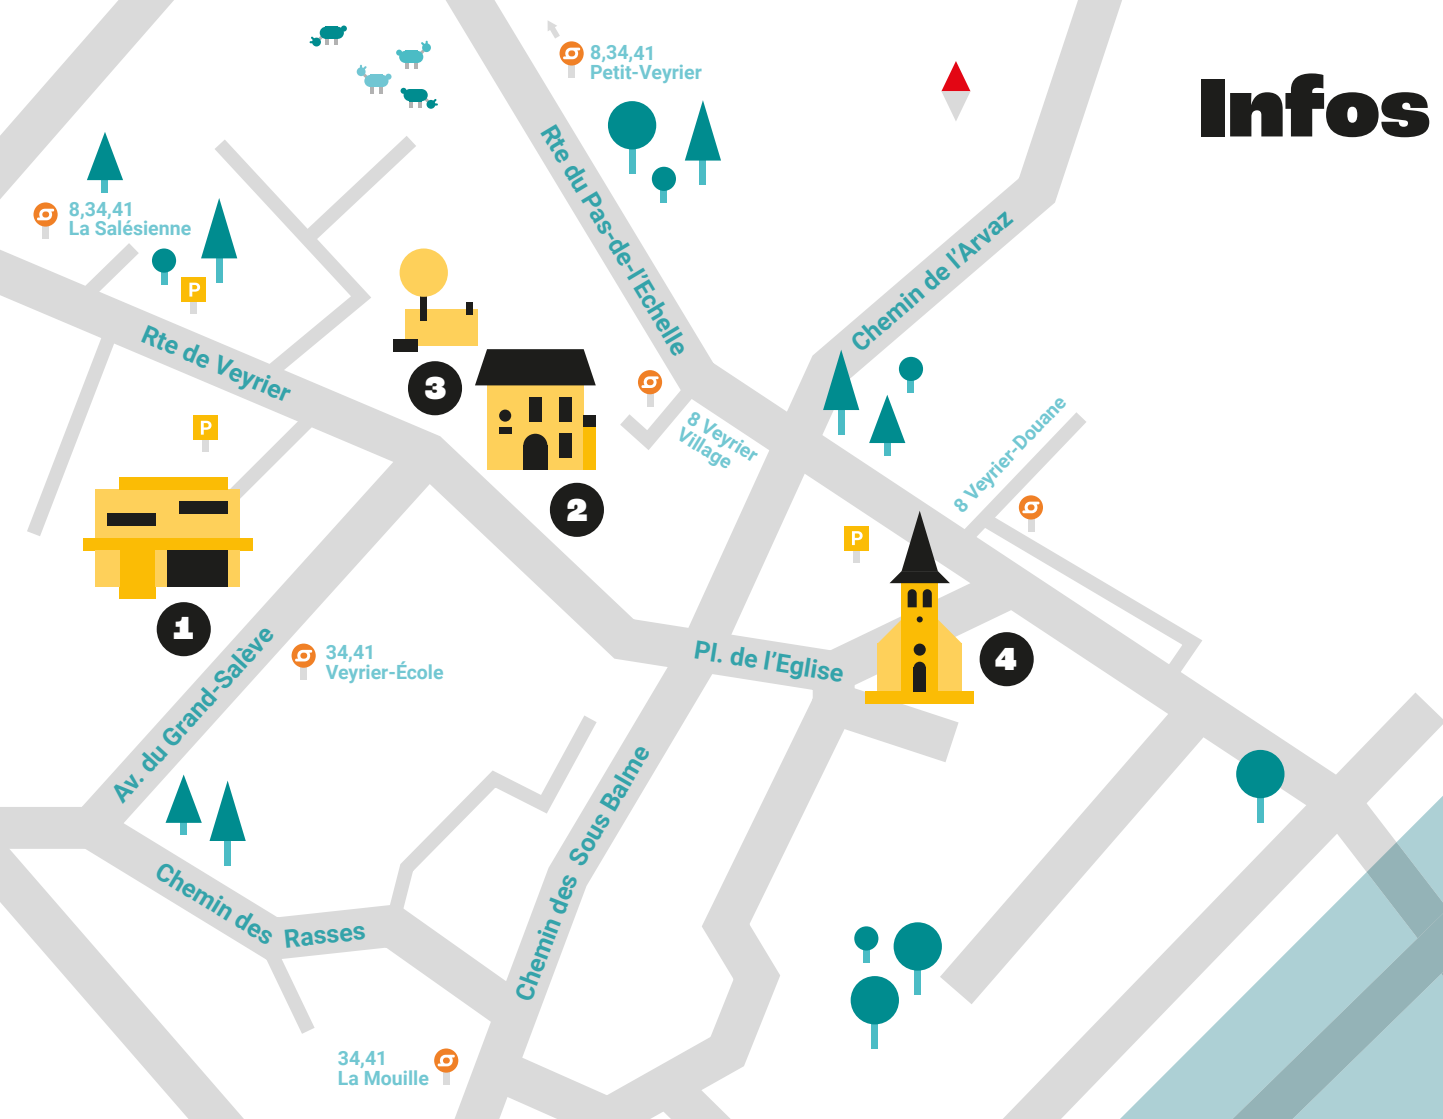 Infos
8,34,41
Petit-Veyrier
Rte du Pas-de-l'Echelle
Chemin de l'Arvaz
8,34,41
La Salésienne
P
Rte de Veyrier
3
P
8 Veyrier
Village
8 Veyrier-Douane
2
P
1
34,41
Veyrier-École
Pl. de l'Eglise
4
Av. du Grand-Salève
Chemin des Sous Balme
Chemin des Rasses
34,41
La Mouille